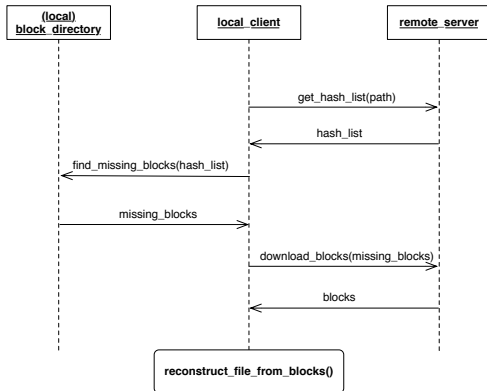 (local)
block_directory
local_client
remote_server
get_hash_list(path)
hash_list
find_missing_blocks(hash_list)
missing_blocks
download_blocks(missing_blocks)
blocks
reconstruct_file_from_blocks()